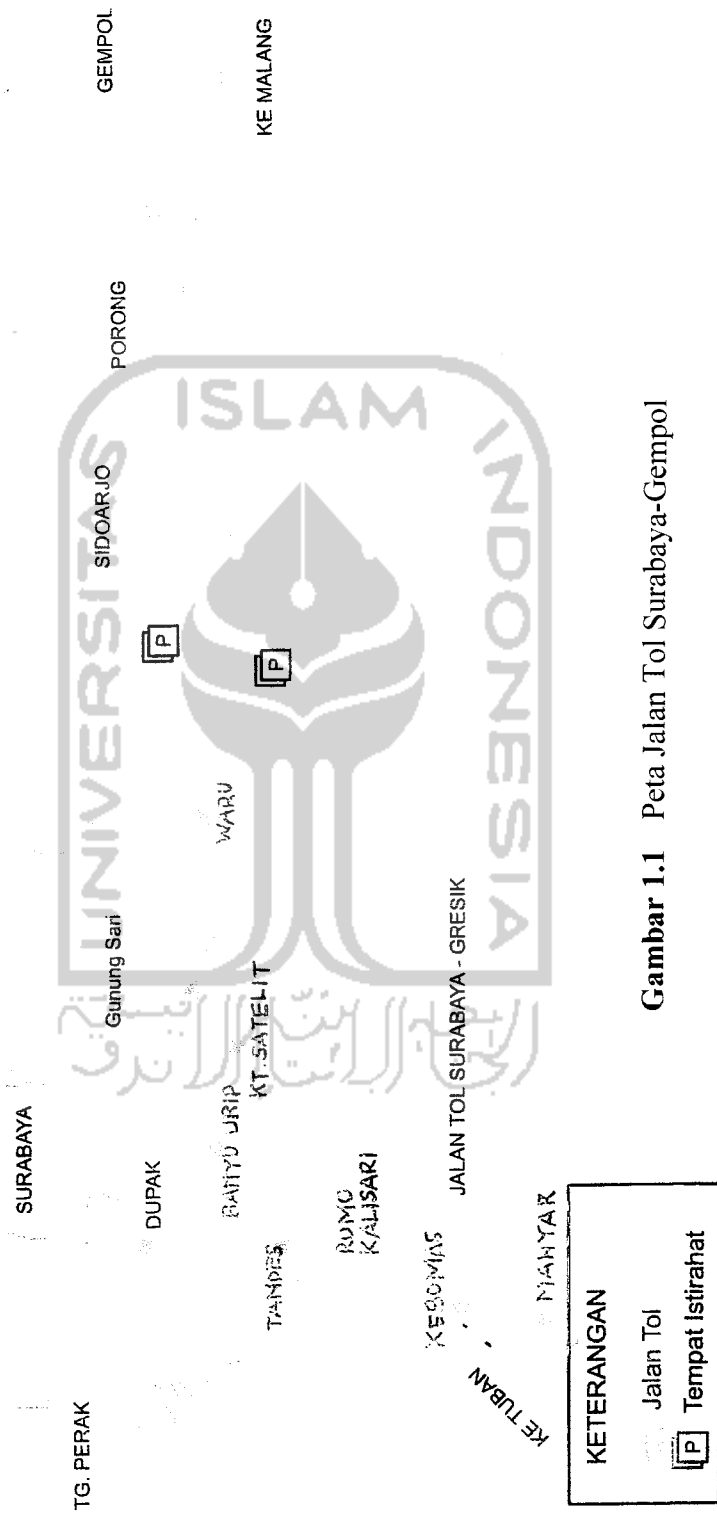 SURABAYA
TG. PERAK
DUPAK
Gunung Sari
SIDOARJO
PORONG
GEMPOL
BANYU URIP
KT. SATELIT
WARU
KE MALANG
TANDES
P
P
ROMO
KALISARI
KEBOMAS
JALAN TOL SURABAYA - GRESIK
KE TUBAN
MANYAR
KETERANGAN
Jalan Tol
P Tempat Istirahat
Gambar 1.1 Peta Jalan Tol Surabaya-Gempol
UNIVERSITAS
ISLAM
INDONESIA